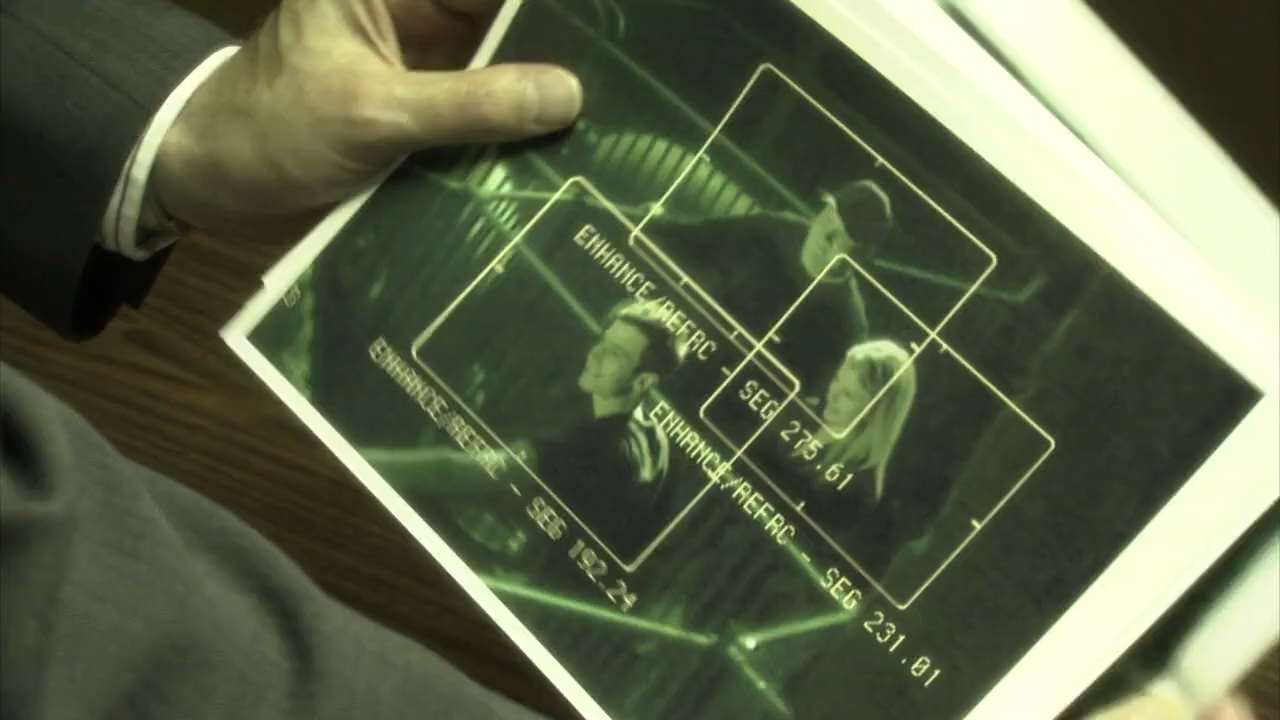 ENHANCE/REFRC - SEG 275.61
ENHANCE/REFRC - SEG 192.24
ENHANCE/REFRC - SEG 231.01